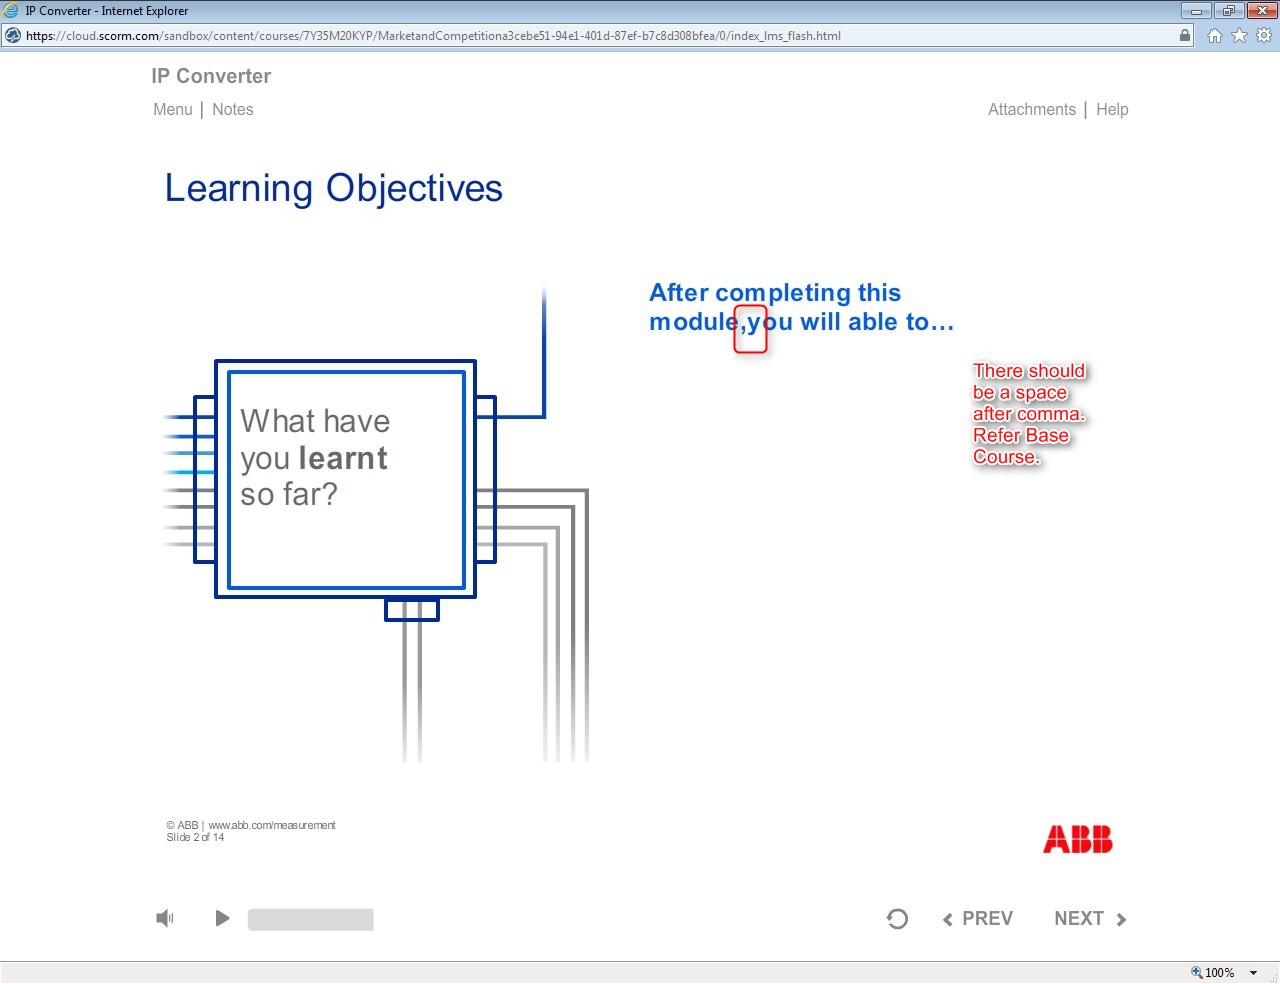 IP Converter - Internet Explorer
https://cloud.scorm.com/sandbox/content/courses/7Y35M20KYP/MarketandCompetitiona3cebe51-94e1-401d-87ef-b7c8d308bfea/0/index_lms_flash.html
IP Converter
Menu | Notes
Attachments | Help
Learning Objectives
After completing this
module,you will able to…
There should
be a space
after comma.
Refer Base
Course.
What have
you learnt
so far?
© ABB | www.abb.com/measurement
Slide 2 of 14
ABB
PREV
NEXT
100%